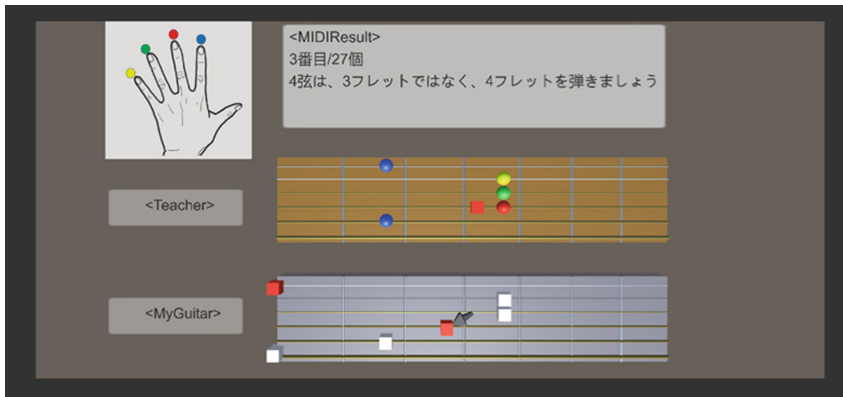 <MIDIResult>
3番目/27個
4弦は、3フレットではなく、4フレットを弾きましょう
<Teacher>
<MyGuitar>